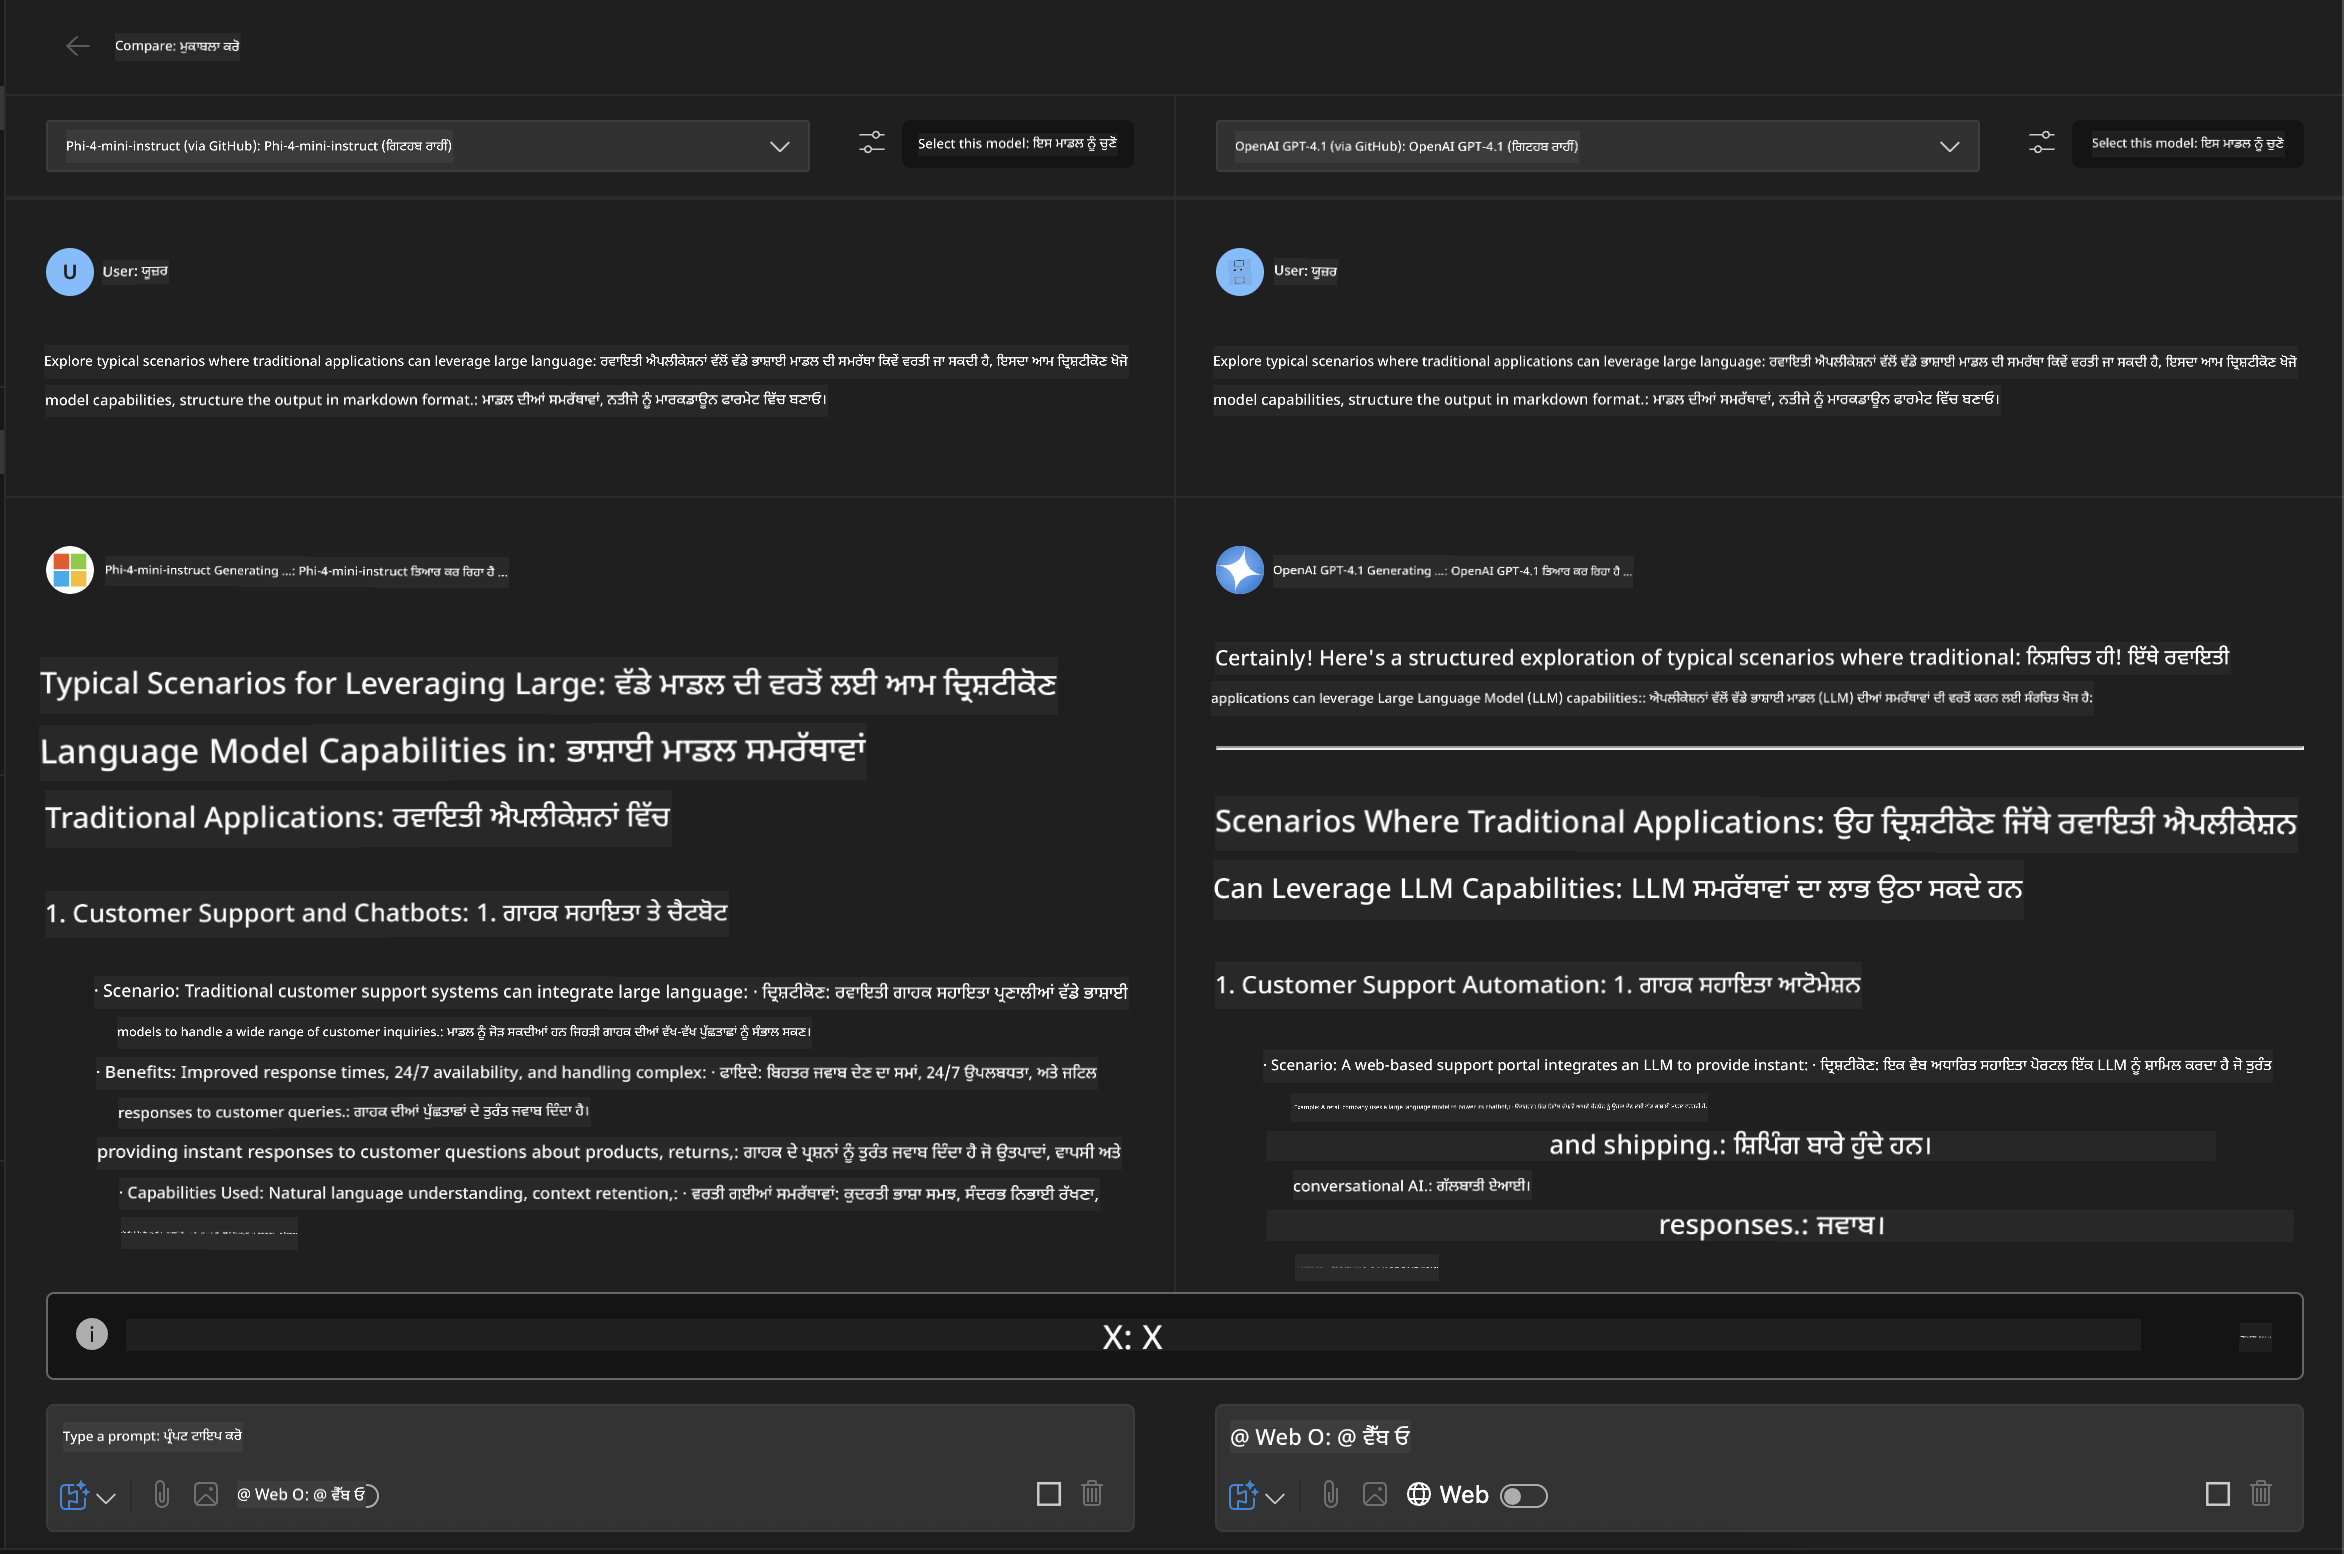 Compare: ਮੁਕਾਬਲਾ ਕਰੋ
Phi-4-mini-instruct (via GitHub): Phi-4-mini-instruct (ਗਿਟਹਬ ਰਾਹੀਂ)
Select this model: ਇਸ ਮਾਡਲ ਨੂੰ ਚੁਣੋ
U
User: ਯੂਜ਼ਰ
Explore typical scenarios where traditional applications can leverage large language: ਰਵਾਇਤੀ ਐਪਲੀਕੇਸ਼ਨਾਂ ਵੱਲੋਂ ਵੱਡੇ ਭਾਸ਼ਾਈ ਮਾਡਲ ਦੀ ਸਮਰੱਥਾ ਕਿਵੇਂ ਵਰਤੀ ਜਾ ਸਕਦੀ ਹੈ, ਇਸਦਾ ਆਮ ਦ੍ਰਿਸ਼ਟੀਕੋਣ ਖੋਜੋ
model capabilities, structure the output in markdown format.: ਮਾਡਲ ਦੀਆਂ ਸਮਰੱਥਾਵਾਂ, ਨਤੀਜੇ ਨੂੰ ਮਾਰਕਡਾਊਨ ਫਾਰਮੇਟ ਵਿੱਚ ਬਣਾਓ।
Phi-4-mini-instruct Generating ...: Phi-4-mini-instruct ਤਿਆਰ ਕਰ ਰਿਹਾ ਹੈ ...
Typical Scenarios for Leveraging Large: ਵੱਡੇ ਮਾਡਲ ਦੀ ਵਰਤੋਂ ਲਈ ਆਮ ਦ੍ਰਿਸ਼ਟੀਕੋਣ
Language Model Capabilities in: ਭਾਸ਼ਾਈ ਮਾਡਲ ਸਮਰੱਥਾਵਾਂ
Traditional Applications: ਰਵਾਇਤੀ ਐਪਲੀਕੇਸ਼ਨਾਂ ਵਿੱਚ
1. Customer Support and Chatbots: 1. ਗਾਹਕ ਸਹਾਇਤਾ ਤੇ ਚੈਟਬੋਟ
· Scenario: Traditional customer support systems can integrate large language: · ਦ੍ਰਿਸ਼ਟੀਕੋਣ: ਰਵਾਇਤੀ ਗਾਹਕ ਸਹਾਇਤਾ ਪ੍ਰਣਾਲੀਆਂ ਵੱਡੇ ਭਾਸ਼ਾਈ
models to handle a wide range of customer inquiries.: ਮਾਡਲ ਨੂੰ ਜੋੜ ਸਕਦੀਆਂ ਹਨ ਜਿਹੜੀ ਗਾਹਕ ਦੀਆਂ ਵੱਖ-ਵੱਖ ਪੁੱਛਤਾਛਾਂ ਨੂੰ ਸੰਭਾਲ ਸਕਣ।
· Benefits: Improved response times, 24/7 availability, and handling complex: · ਫਾਇਦੇ: ਬਿਹਤਰ ਜਵਾਬ ਦੇਣ ਦਾ ਸਮਾਂ, 24/7 ਉਪਲਬਧਤਾ, ਅਤੇ ਜਟਿਲ
responses to customer queries.: ਗਾਹਕ ਦੀਆਂ ਪੁੱਛਤਾਛਾਂ ਦੇ ਤੁਰੰਤ ਜਵਾਬ ਦਿੰਦਾ ਹੈ।
providing instant responses to customer questions about products, returns,: ਗਾਹਕ ਦੇ ਪ੍ਰਸ਼ਨਾਂ ਨੂੰ ਤੁਰੰਤ ਜਵਾਬ ਦਿੰਦਾ ਹੈ ਜੋ ਉਤਪਾਦਾਂ, ਵਾਪਸੀ ਅਤੇ
· Capabilities Used: Natural language understanding, context retention,: · ਵਰਤੀ ਗਈਆਂ ਸਮਰੱਥਾਵਾਂ: ਕੁਦਰਤੀ ਭਾਸ਼ਾ ਸਮਝ, ਸੰਦਰਭ ਨਿਭਾਈ ਰੱਖਣਾ,
OpenAI GPT-4.1 (via GitHub): OpenAI GPT-4.1 (ਗਿਟਹਬ ਰਾਹੀਂ)
Select this model: ਇਸ ਮਾਡਲ ਨੂੰ ਚੁਣੋ
User: ਯੂਜ਼ਰ
Explore typical scenarios where traditional applications can leverage large language: ਰਵਾਇਤੀ ਐਪਲੀਕੇਸ਼ਨਾਂ ਵੱਲੋਂ ਵੱਡੇ ਭਾਸ਼ਾਈ ਮਾਡਲ ਦੀ ਸਮਰੱਥਾ ਕਿਵੇਂ ਵਰਤੀ ਜਾ ਸਕਦੀ ਹੈ, ਇਸਦਾ ਆਮ ਦ੍ਰਿਸ਼ਟੀਕੋਣ ਖੋਜੋ
model capabilities, structure the output in markdown format.: ਮਾਡਲ ਦੀਆਂ ਸਮਰੱਥਾਵਾਂ, ਨਤੀਜੇ ਨੂੰ ਮਾਰਕਡਾਊਨ ਫਾਰਮੇਟ ਵਿੱਚ ਬਣਾਓ।
OpenAI GPT-4.1 Generating ...: OpenAI GPT-4.1 ਤਿਆਰ ਕਰ ਰਿਹਾ ਹੈ ...
Certainly! Here's a structured exploration of typical scenarios where traditional: ਨਿਸ਼ਚਿਤ ਹੀ! ਇੱਥੇ ਰਵਾਇਤੀ
applications can leverage Large Language Model (LLM) capabilities:: ਐਪਲੀਕੇਸ਼ਨਾਂ ਵੱਲੋਂ ਵੱਡੇ ਭਾਸ਼ਾਈ ਮਾਡਲ (LLM) ਦੀਆਂ ਸਮਰੱਥਾਵਾਂ ਦੀ ਵਰਤੋਂ ਕਰਨ ਲਈ ਸੰਰਚਿਤ ਖੋਜ ਹੈ:
Scenarios Where Traditional Applications: ਉਹ ਦ੍ਰਿਸ਼ਟੀਕੋਣ ਜਿੱਥੇ ਰਵਾਇਤੀ ਐਪਲੀਕੇਸ਼ਨ
Can Leverage LLM Capabilities: LLM ਸਮਰੱਥਾਵਾਂ ਦਾ ਲਾਭ ਉਠਾ ਸਕਦੇ ਹਨ
1. Customer Support Automation: 1. ਗਾਹਕ ਸਹਾਇਤਾ ਆਟੋਮੇਸ਼ਨ
· Scenario: A web-based support portal integrates an LLM to provide instant: · ਦ੍ਰਿਸ਼ਟੀਕੋਣ: ਇਕ ਵੈਬ ਅਧਾਰਿਤ ਸਹਾਇਤਾ ਪੋਰਟਲ ਇੱਕ LLM ਨੂੰ ਸ਼ਾਮਿਲ ਕਰਦਾ ਹੈ ਜੋ ਤੁਰੰਤ
Example: A retail company uses a large language model to power its chatbot,:
and shipping.: ਸ਼ਿਪਿੰਗ ਬਾਰੇ ਹੁੰਦੇ ਹਨ।
conversational AI.: ਗੱਲਬਾਤੀ ਏਆਈ।
responses.: ਜਵਾਬ।
X: X
Type a prompt: ਪ੍ਰੰਪਟ ਟਾਇਪ ਕਰੋ
@ Web O: @ ਵੈੱਬ ਓ
@ Web O: @ ਵੈੱਬ ਓ
Web